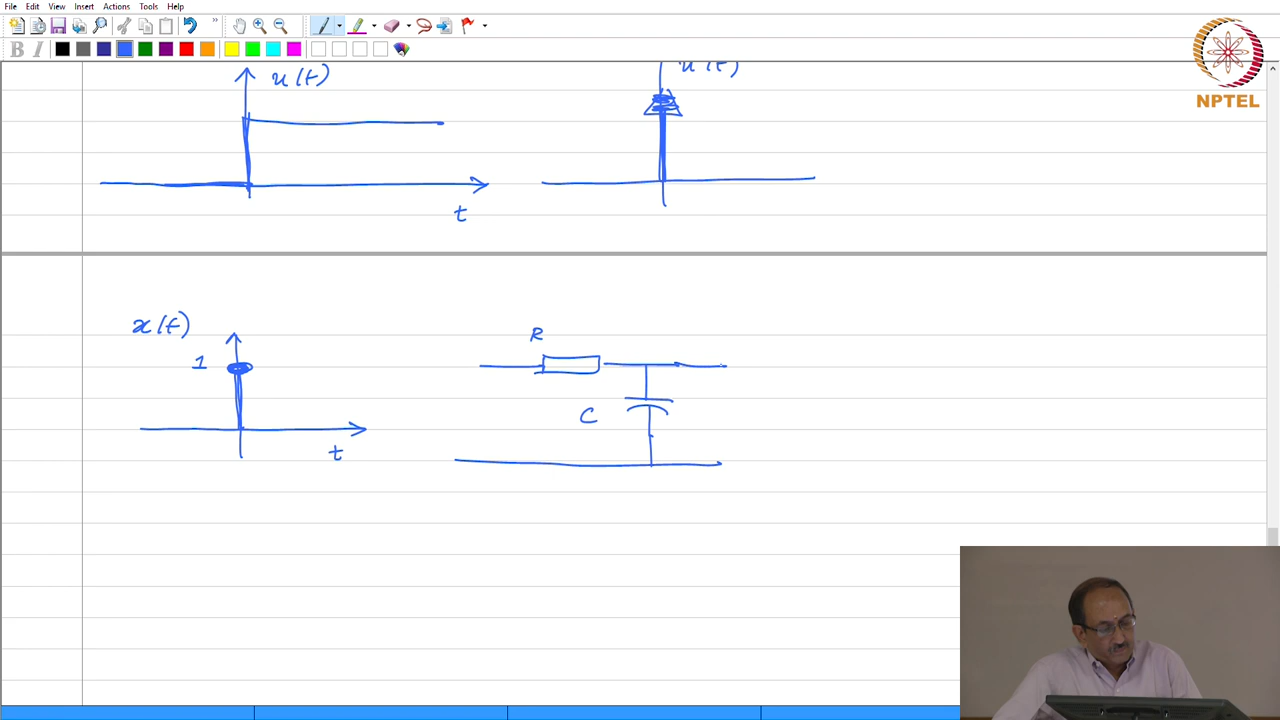 File Edit View Insert Actions Tools Help
B I
NPTEL
u(t)
t
x(t)
1
t
R
C